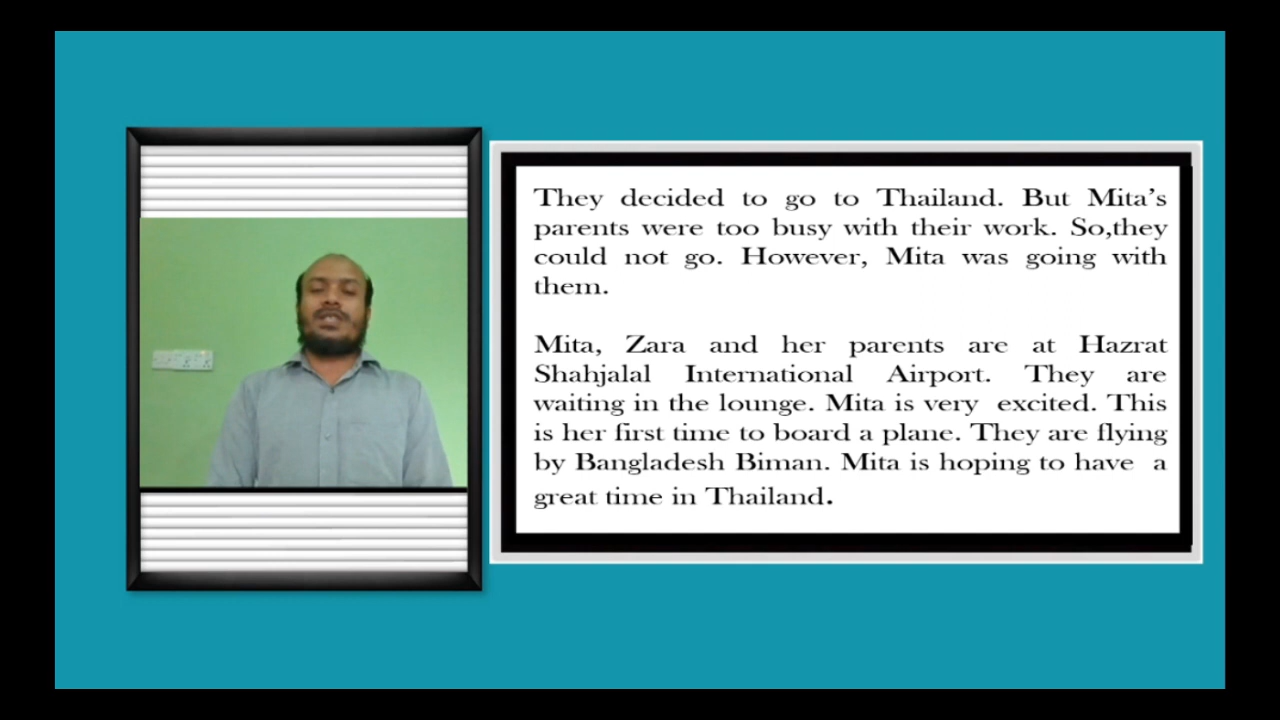 They decided to go to Thailand. But Mita's
parents were too busy with their work. So,they
could not go. However, Mita was going with
them.
Mita, Zara and her parents are at Hazrat
Shahjalal International Airport. They are
waiting in the lounge. Mita is very excited. This
is her first time to board a plane. They are flying
by Bangladesh Biman. Mita is hoping to have a
great time in Thailand.